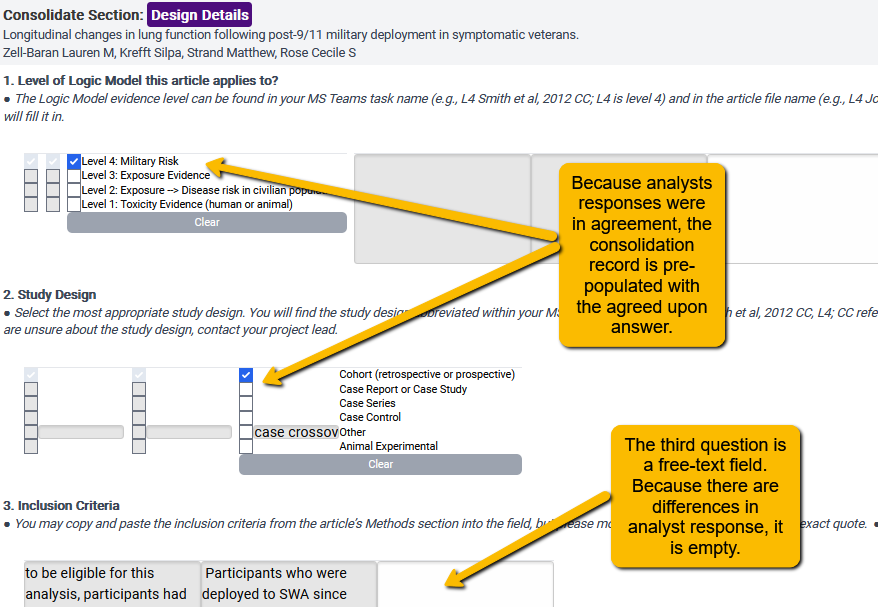 Consolidate Section: Design Details
Longitudinal changes in lung function following post-9/11 military deployment in symptomatic veterans.
Zell-Baran Lauren M, Krefft Silpa, Strand Matthew, Rose Cecile S
1. Level of Logic Model this article applies to?
• The Logic Model evidence level can be found in your MS Teams task name (e.g., L4 Smith et al, 2012 CC; L4 is level 4) and in the article file name (e.g., L4 Jo
will fill it in.
Level 4: Military Risk
Level 3: Exposure Evidence
Level 2: Exposure --> Disease risk in civilian
Level 1: Toxicity Evidence (human or animal)
Clear
Because analysts
responses were
in agreement, the
consolidation
record is pre-
populated with
the agreed upon
answer.
2. Study Design
• Select the most appropriate study design. You will find the study design abbreviated within your MS h et al, 2012 CC, L4; CC refe
are unsure about the study design, contact your project lead.
Cohort (retrospective or prospective)
Case Report or Case Study
Case Series
Case Control
case crossov Other
Animal Experimental
Clear
The third question is
a free-text field.
Because there are
differences in
analyst response, it
is empty.
3. Inclusion Criteria
• You may copy and paste the inclusion criteria from the article's Methods section into the field, but please mo exact quote. •
to be eligible for this
analysis, participants had
Participants who were
deployed to SWA since